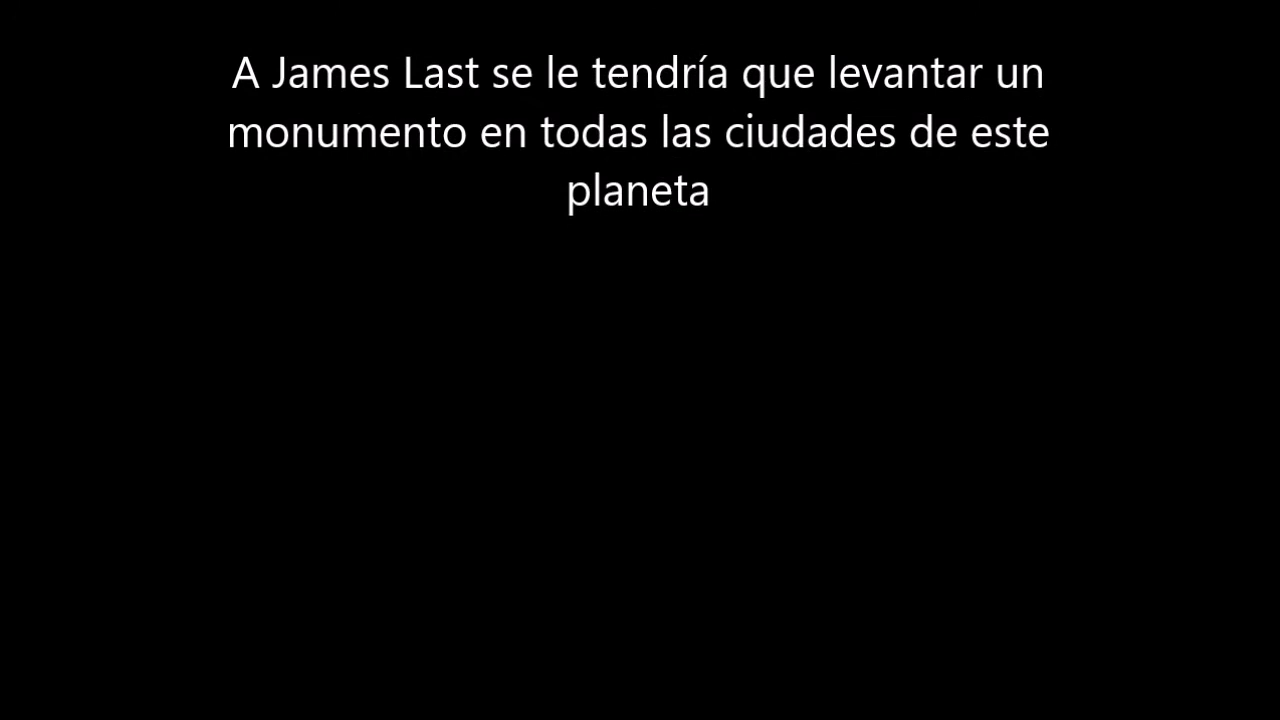 A James Last se le tendría que levantar un
monumento en todas las ciudades de este
planeta